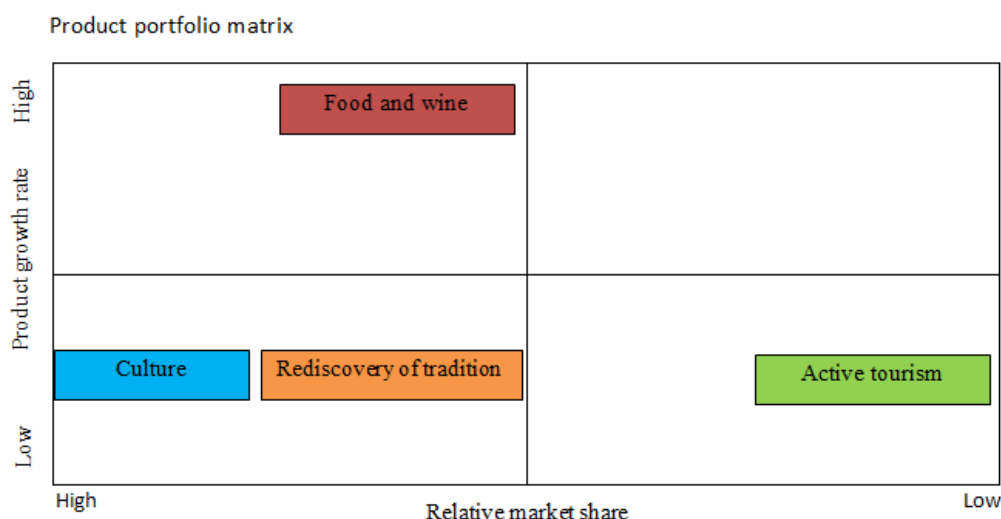 Product portfolio matrix
High
Product growth rate
Low
Food and wine
Culture
Rediscovery of tradition
Active tourism
High
Relative market share
Low